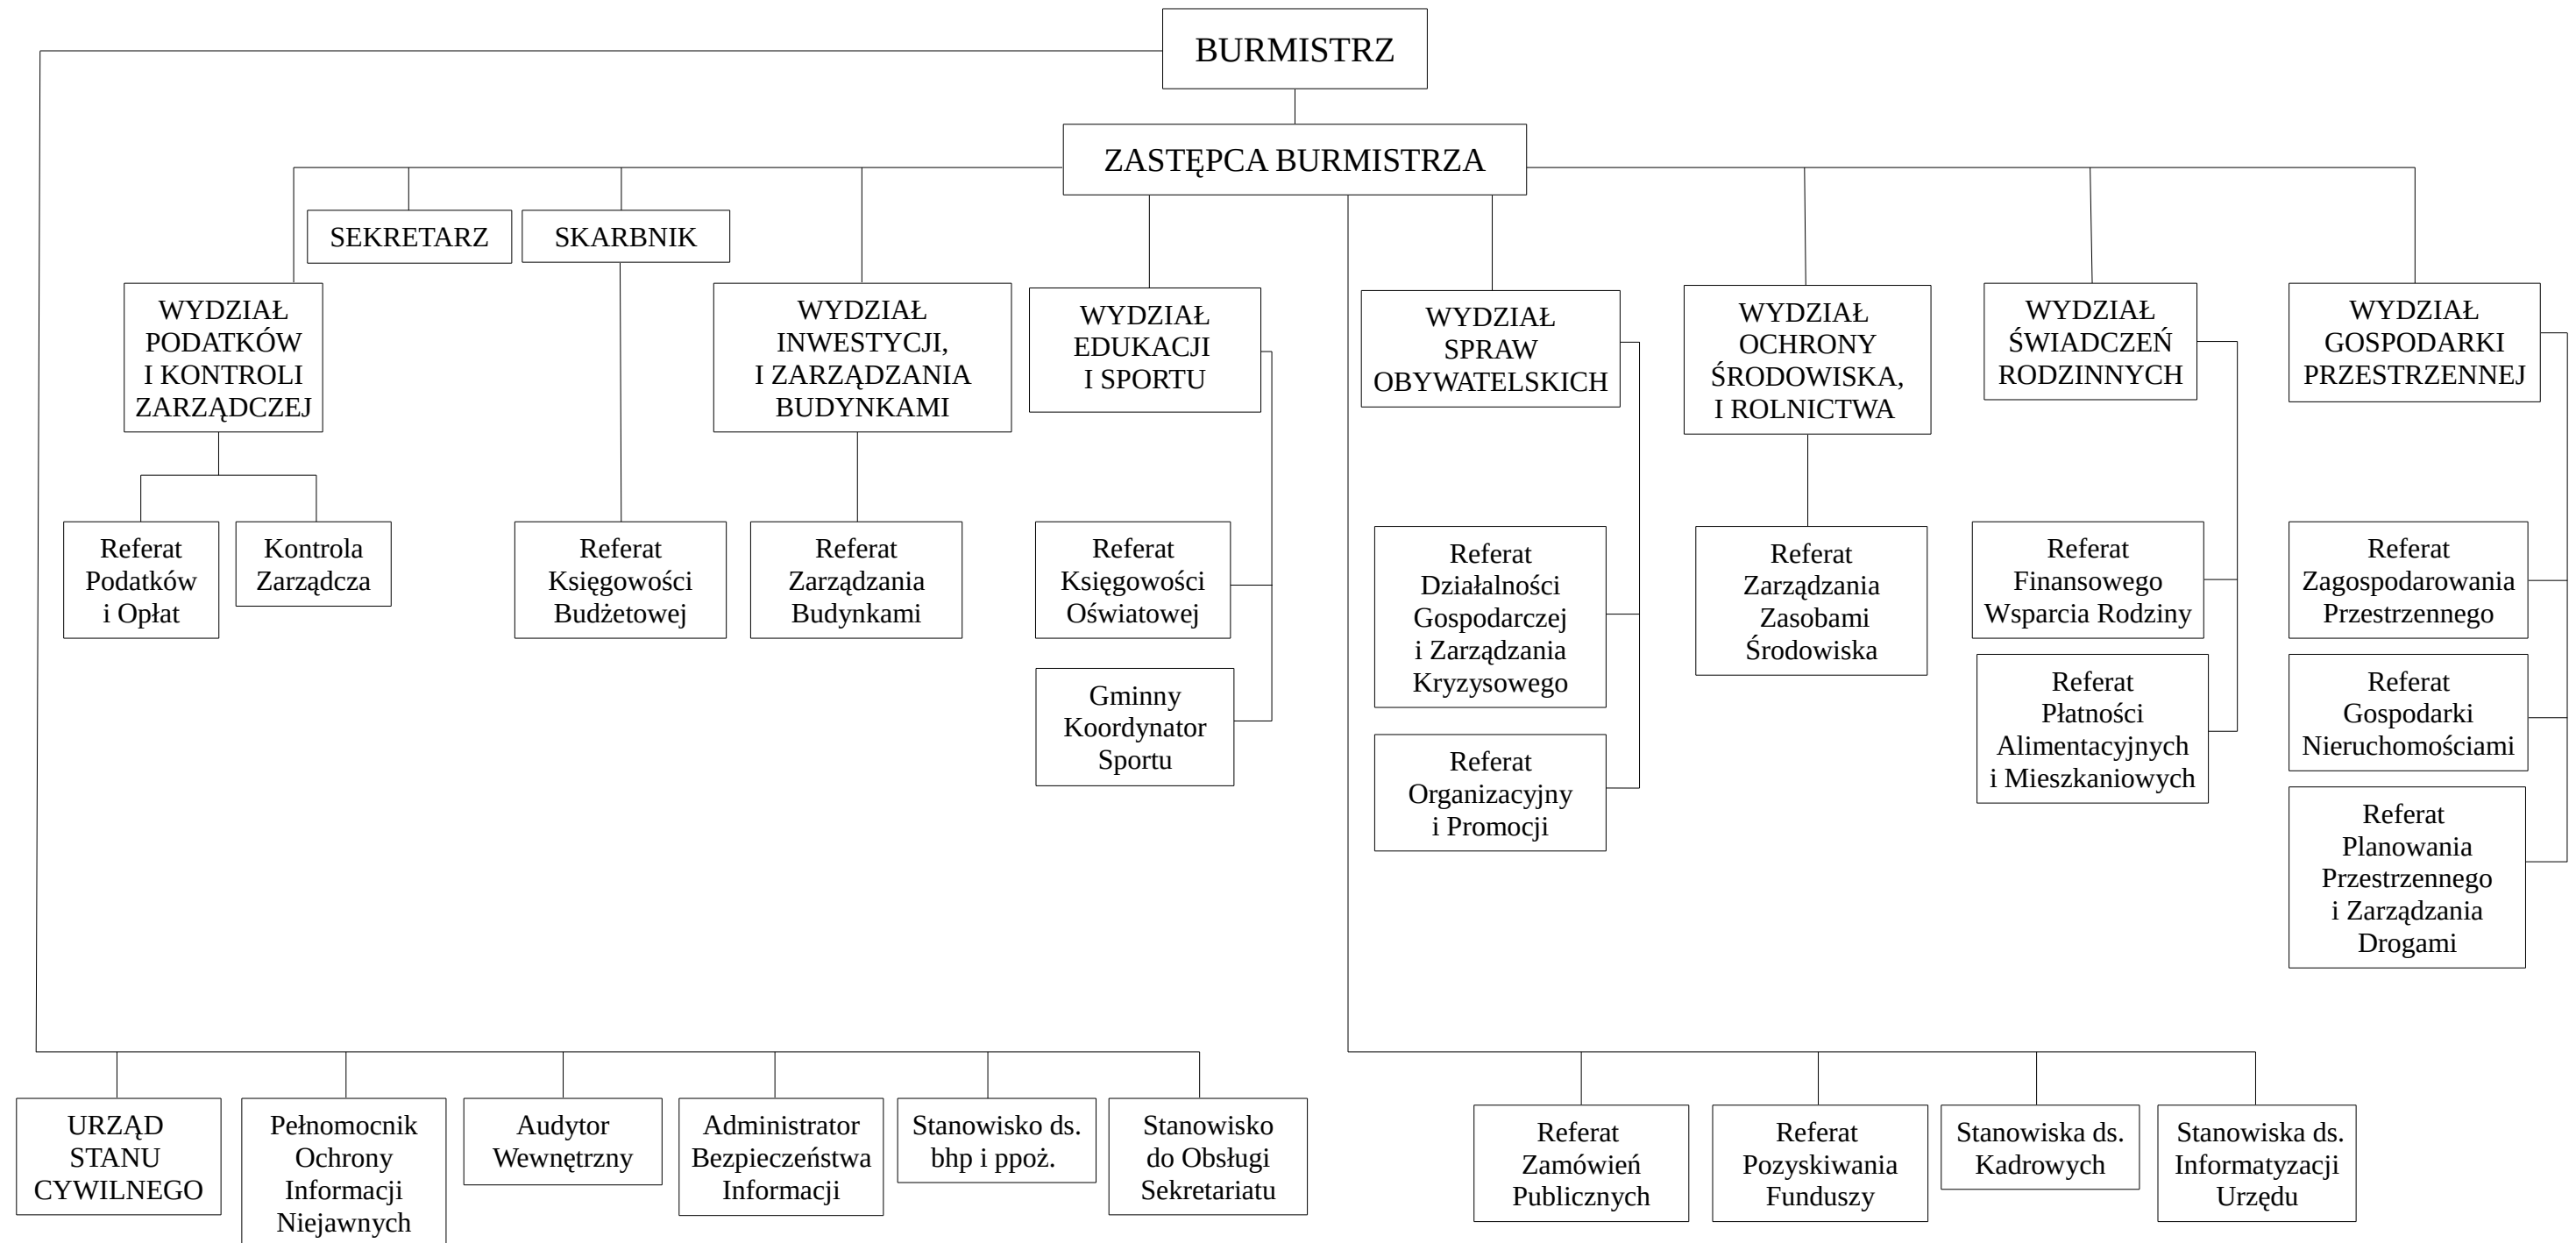 BURMISTRZ
ZASTĘPCA BURMISTRZA
SEKRETARZ
SKARBNIK
WYDZIAŁ
PODATKÓW
I KONTROLI
ZARZĄDCZEJ
WYDZIAŁ
INWESTYCJI,
I ZARZĄDZANIA
BUDYNKAMI
WYDZIAŁ
EDUKACJI
I SPORTU
WYDZIAŁ
SPRAW
OBYWATELSKICH
WYDZIAŁ
OCHRONY
ŚRODOWISKA,
I ROLNICTWA
WYDZIAŁ
ŚWIADCZEŃ
RODZINNYCH
WYDZIAŁ
GOSPODARKI
PRZESTRZENNEJ
Referat
Podatków
i Opłat
Kontrola
Zarządcza
Referat
Księgowości
Budżetowej
Referat
Zarządzania
Budynkami
Referat
Księgowości
Oświatowej
Gminny
Koordynator
Sportu
Referat
Działalności
Gospodarczej
i Zarządzania
Kryzysowego
Referat
Organizacyjny
i Promocji
Referat
Zarządzania
Zasobami
Środowiska
Referat
Finansowego
Wsparcia Rodziny
Referat
Płatności
Alimentacyjnych
i Mieszkaniowych
Referat
Zagospodarowania
Przestrzennego
Referat
Gospodarki
Nieruchomościami
Referat
Planowania
Przestrzennego
i Zarządzania
Drogami
URZĄD
STANU
CYWILNEGO
Pełnomocnik
Ochrony
Informacji
Niejawnych
Audytor
Wewnętrzny
Administrator
Bezpieczeństwa
Informacji
Stanowisko ds.
bhp i ppoż.
Stanowisko
do Obsługi
Sekretariatu
Referat
Zamówień
Publicznych
Referat
Pozyskiwania
Funduszy
Stanowiska ds.
Kadrowych
Stanowiska ds.
Informatyzacji
Urzędu